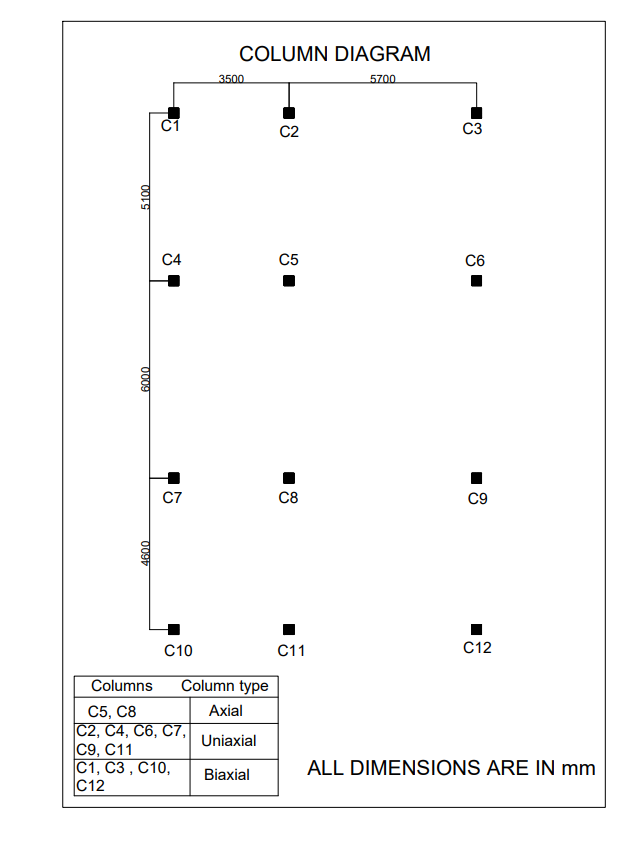 COLUMN DIAGRAM
3500
5700
C1
C2
C3
5100
C4
C5
C6
6000
C7
C8
C9
4600
C10
C11
C12
Columns Column type
C5, C8 Axial
C2, C4, C6, C7,
C9, C11
Uniaxial
C1, C3 , C10,
C12
Biaxial
ALL DIMENSIONS ARE IN mm